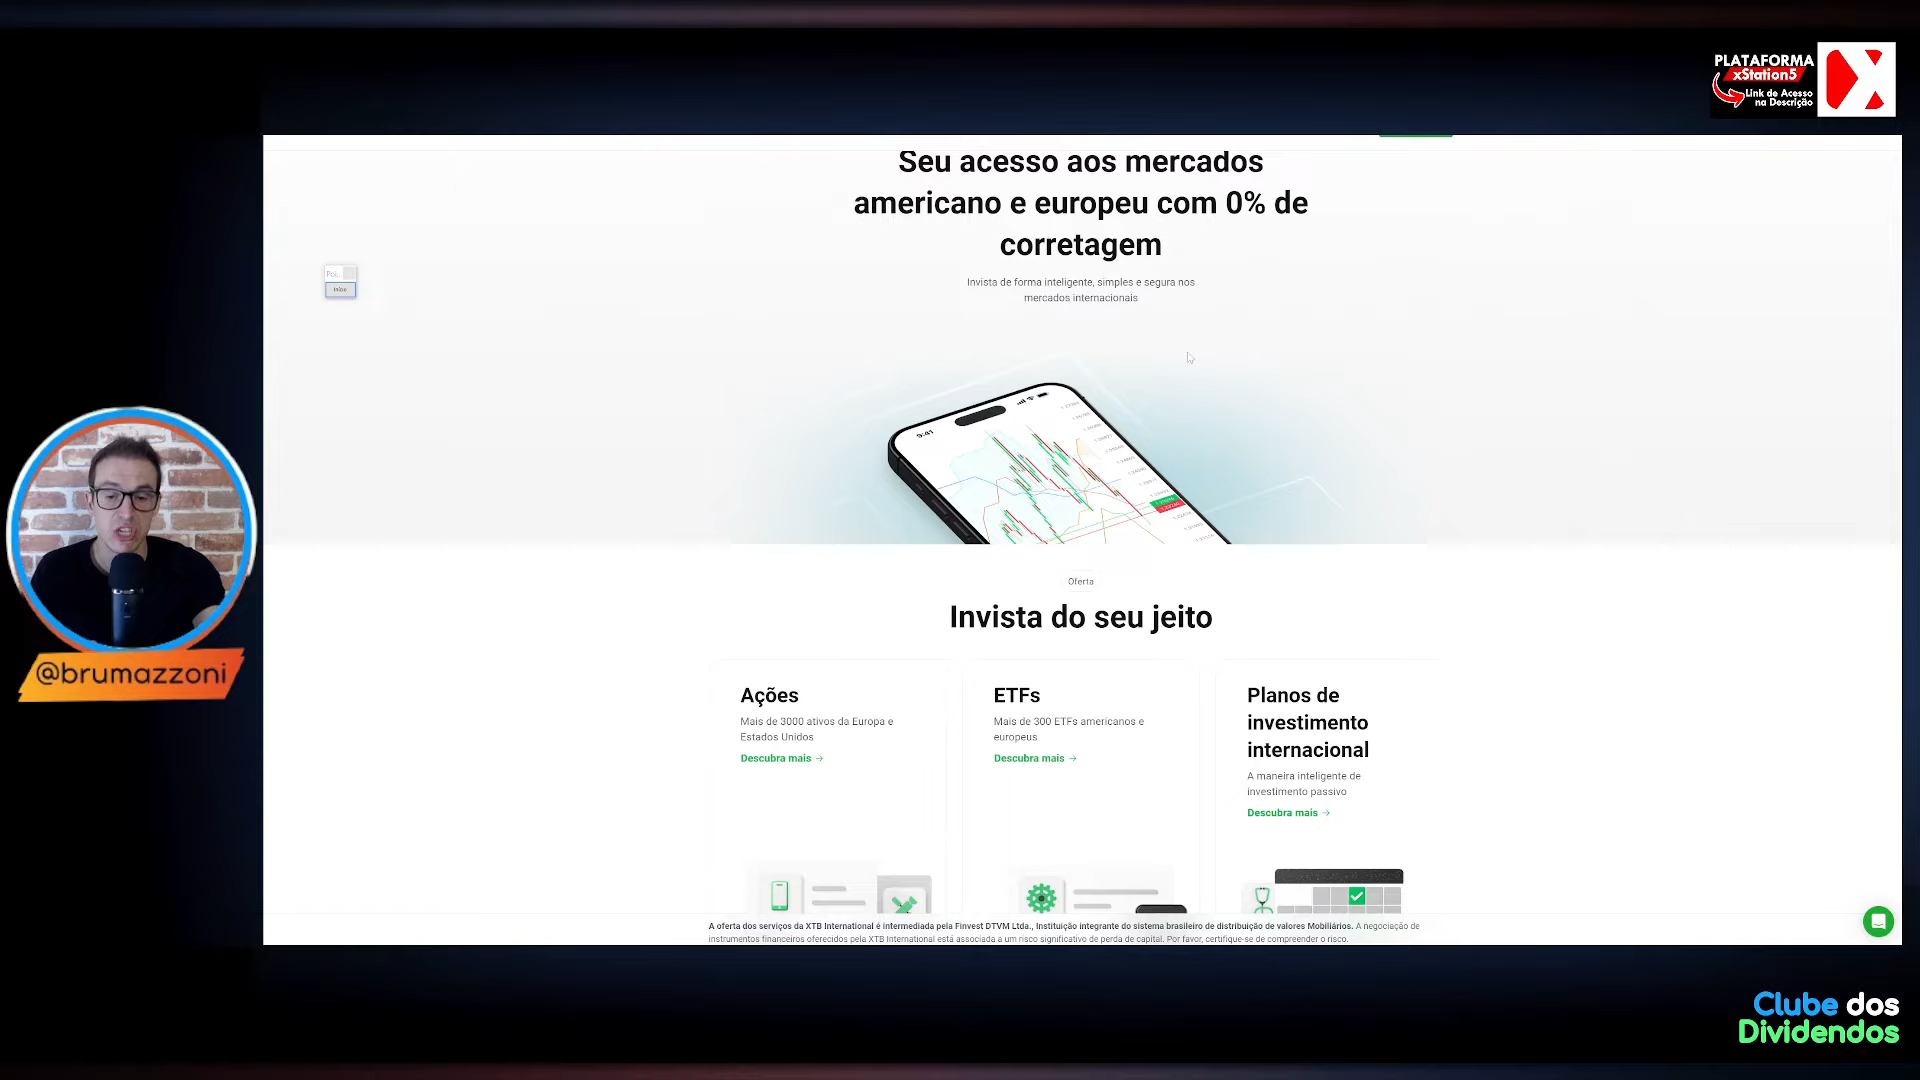 PLATAFORMA
xStation5
Link de Acesso
na Descrição
Seu acesso aos mercados
americano e europeu com 0% de
corretagem
Invista de forma inteligente, simples e segura nos
mercados internacionais
Início
9:41
Oferta
Invista do seu jeito
Ações
Mais de 3000 ativos da Europa e
Estados Unidos
Descubra mais →
ETFs
Mais de 300 ETFs americanos e
europeus
Descubra mais →
Planos de
investimento
internacional
A maneira inteligente de
investimento passivo
Descubra mais →
@brumazzoni
A oferta dos serviços da XTB International é intermediada pela Finvest DTVM Ltda., Instituição integrante do sistema brasileiro de distribuição de valores Mobiliários. A negociação de
instrumentos financeiros oferecidos pela XTB International está associada a um risco significativo de perda de capital. Por favor, certifique-se de compreender o risco.
Clube dos
Dividendos